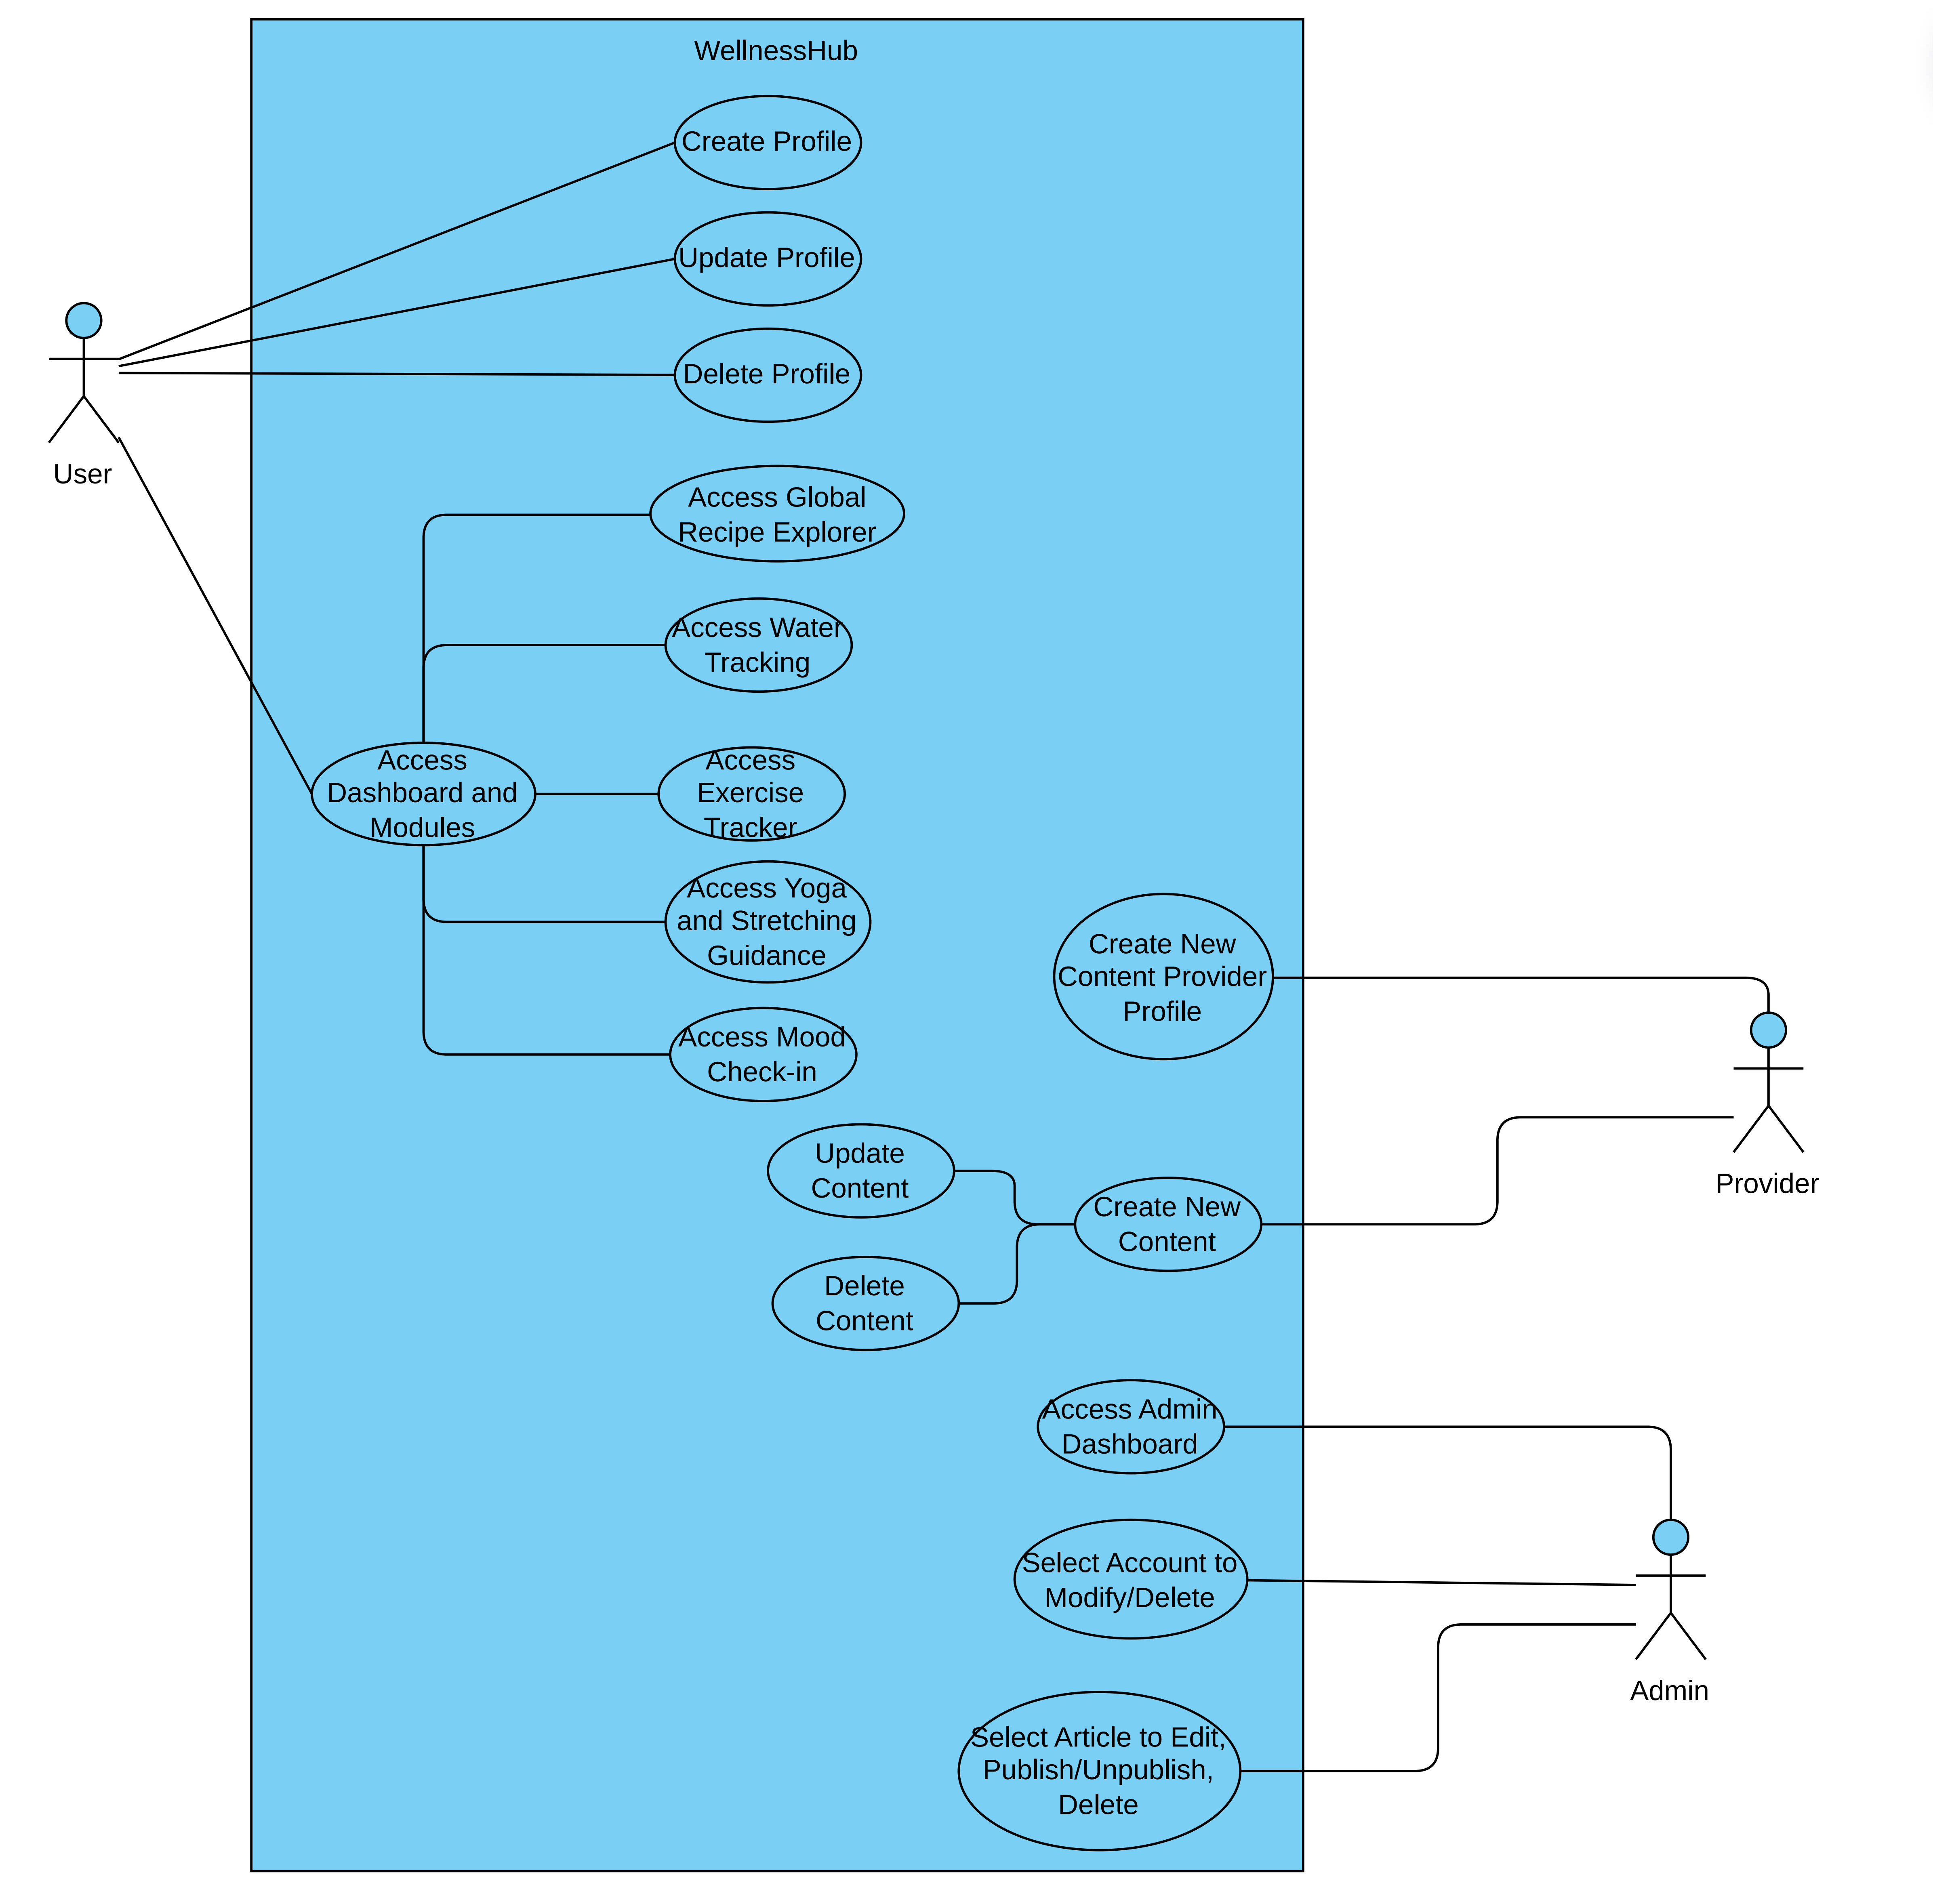 WellnessHub
Create Profile
Update Profile
Delete Profile
User
Access Global
Recipe Explorer
Access Water
Tracking
Access
Dashboard and
Modules
Access
Exercise
Tracker
Access Yoga
and Stretching
Guidance
Create New
Content Provider
Profile
Access Mood
Check-in
Provider
Update
Content
Create New
Content
Delete
Content
Access Admin
Dashboard
Select Account to
Modify/Delete
Admin
Select Article to Edit,
Publish/Unpublish,
Delete